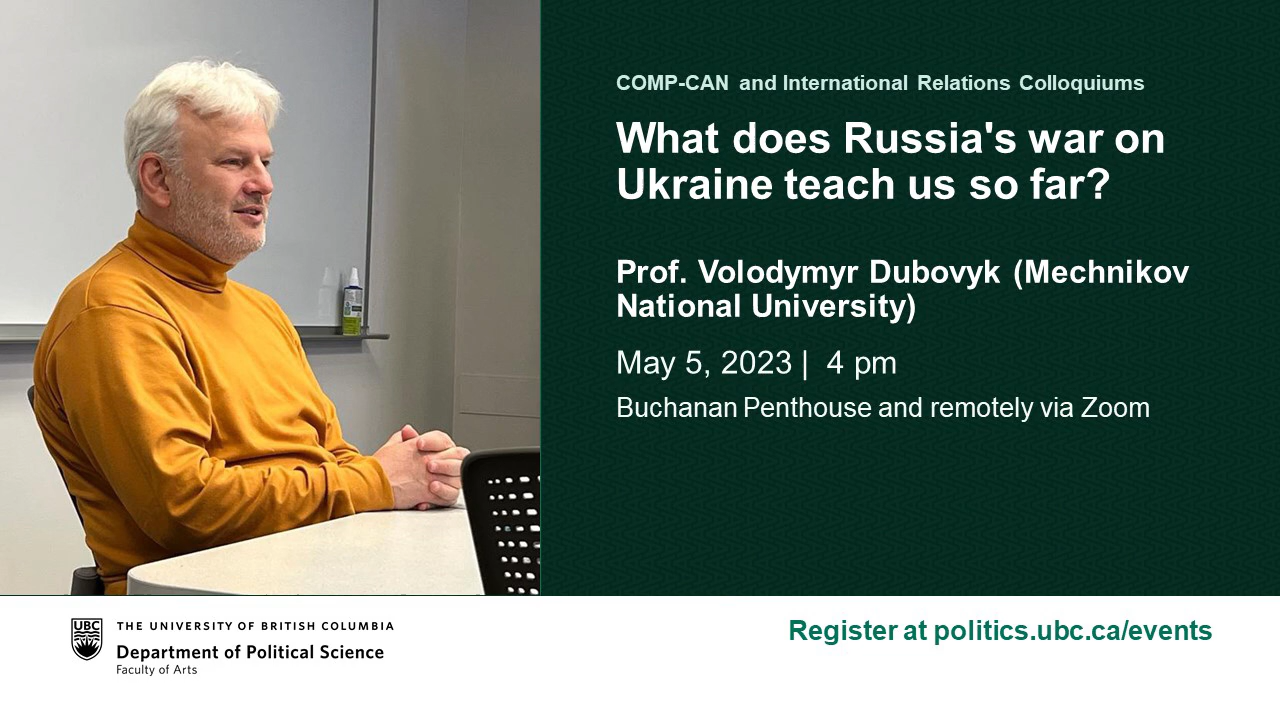 COMP-CAN and International Relations Colloquiums
What does Russia's war on
Ukraine teach us so far?
Prof. Volodymyr Dubovyk (Mechnikov
National University)
May 5, 2023 | 4 pm
Buchanan Penthouse and remotely via Zoom
UBC
THE UNIVERSITY OF BRITISH COLUMBIA
Department of Political Science
Faculty of Arts
Register at politics.ubc.ca/events